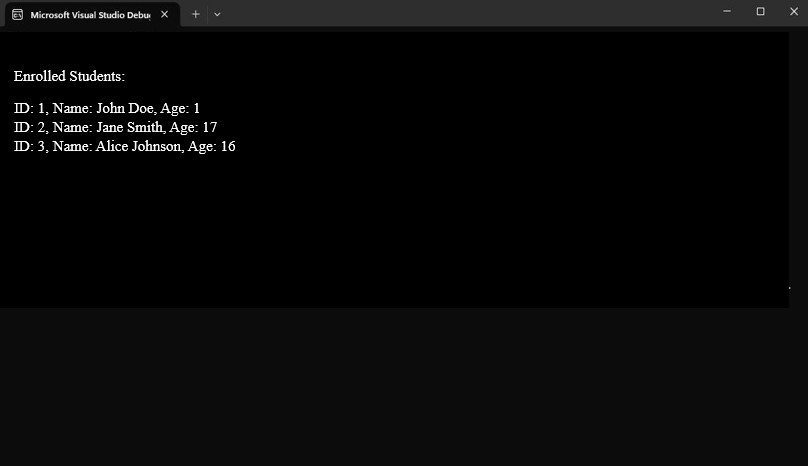 Microsoft Visual Studio Debu
Enrolled Students:
ID: 1, Name: John Doe, Age: 1
ID: 2, Name: Jane Smith, Age: 17
ID: 3, Name: Alice Johnson, Age: 16